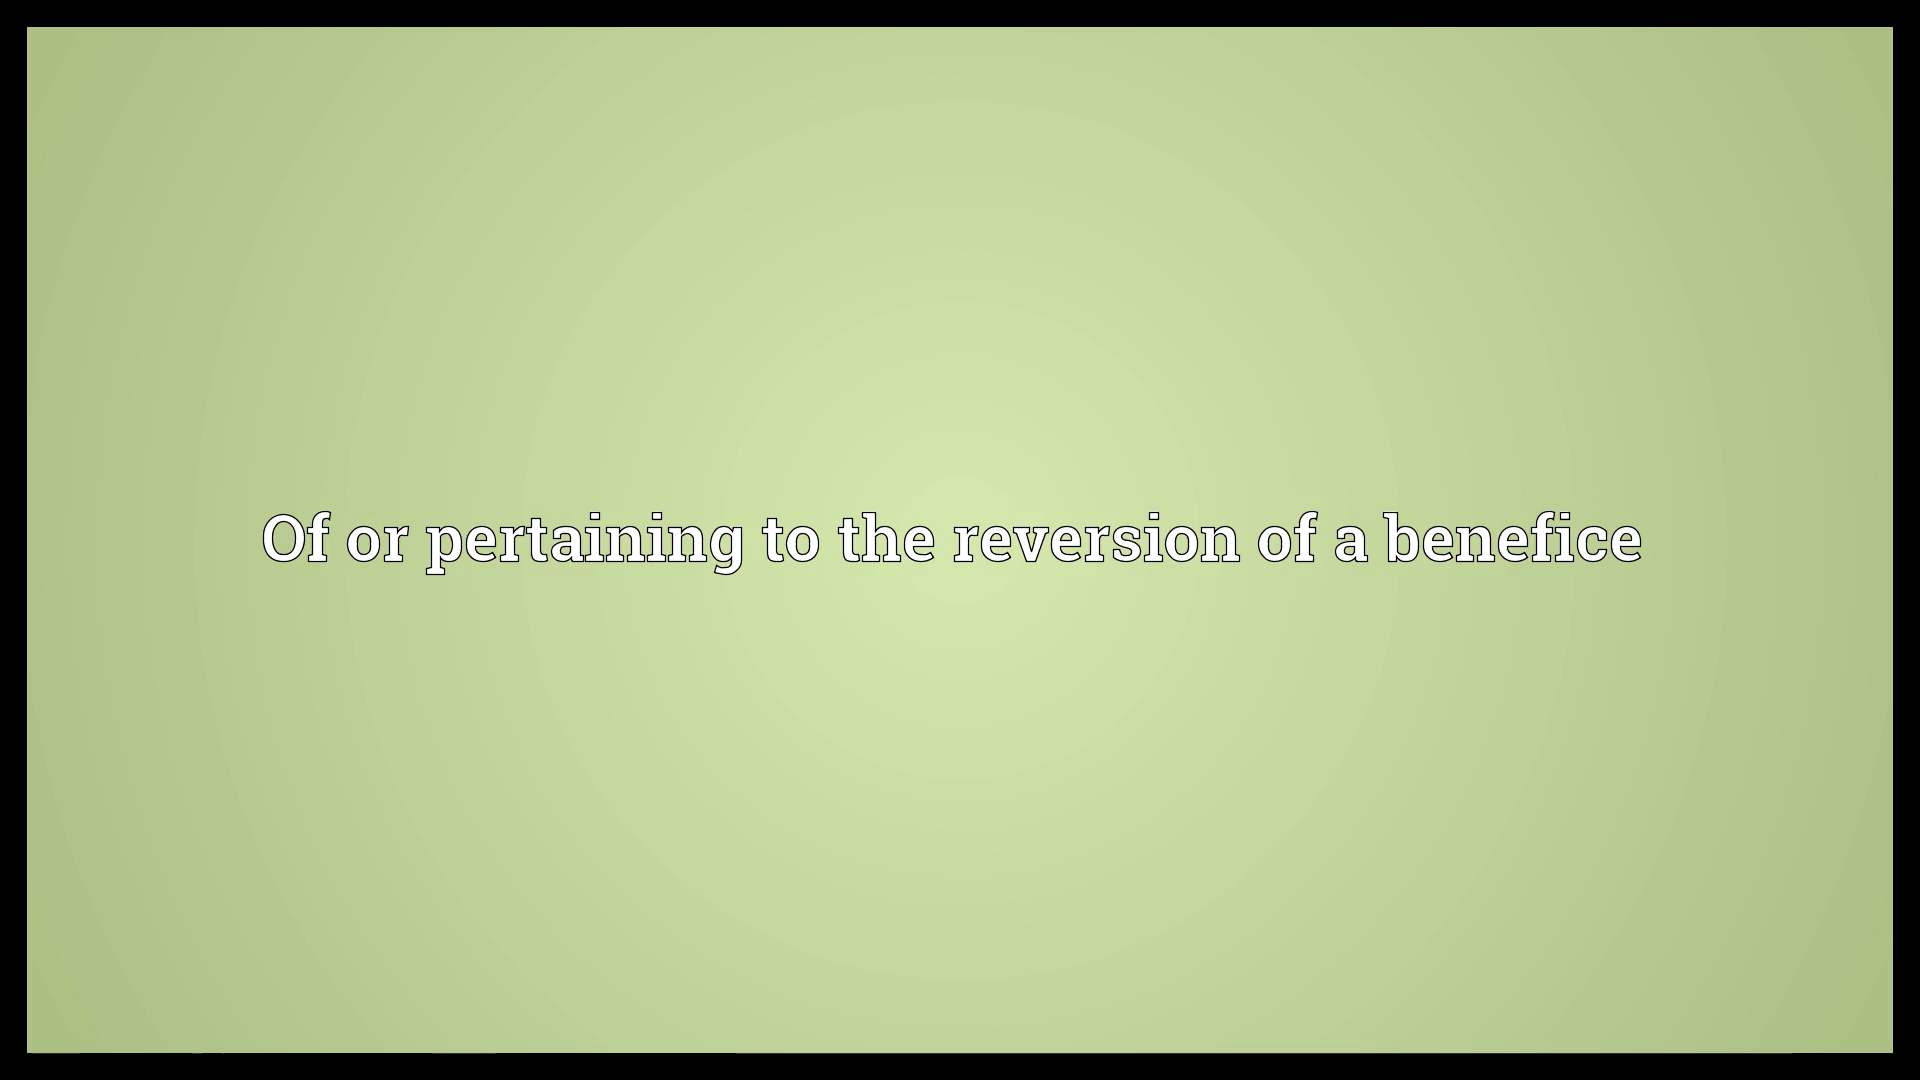 Of or pertaining to the reversion of a benefice